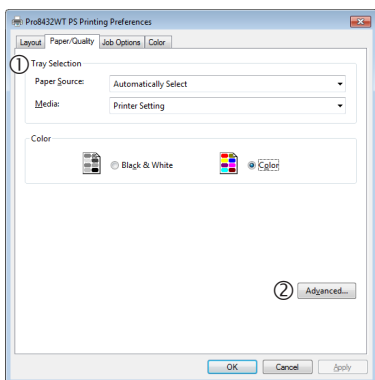 Pro8432WT PS Printing Preferences
Layout Paper/Quality Job Options Color
① Tray Selection
Paper Source: Automatically Select
Media: Printer Setting
Color
Black & White Color
② Advanced...
OK Cancel Apply